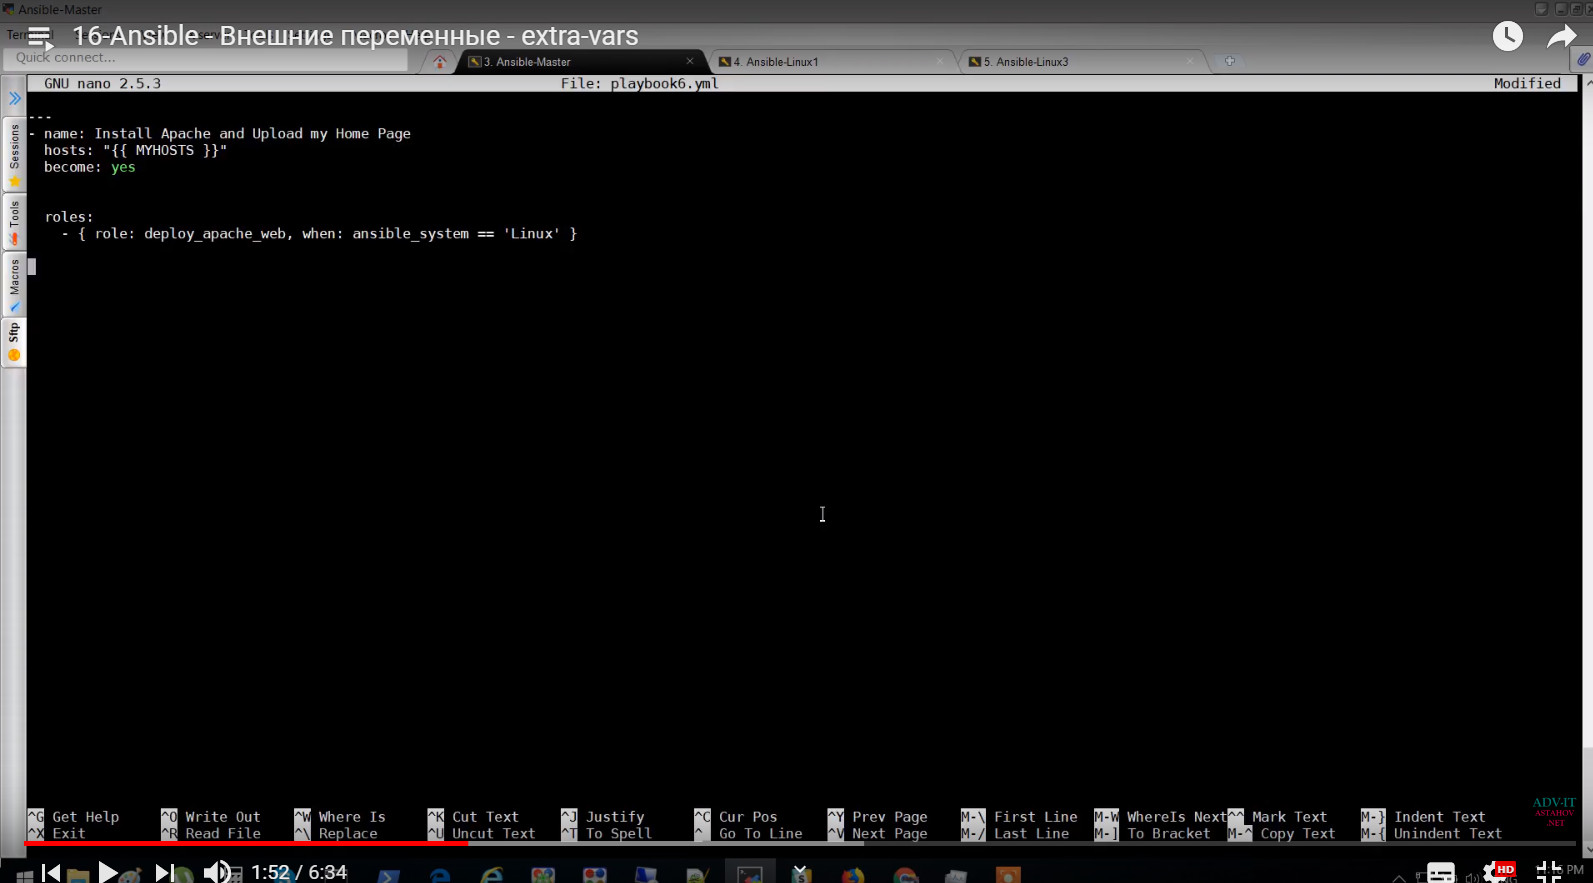 Ansible-Master
16-Ansible - Внешние переменные - extra-vars
Quick connect...
3. Ansible-Master
4. Ansible-Linux1
5. Ansible-Linux3
GNU nano 2.5.3 File: playbook6.yml Modified
---
- name: Install Apache and Upload my Home Page
hosts: "{{ MYHOSTS }}"
become: yes
roles:
- { role: deploy_apache_web, when: ansible_system == 'Linux' }
Sessions
Tools
Macros
Sftp
ADV-IT
ASTAHOV
.NET
^G Get Help ^O Write Out ^W Where Is ^K Cut Text ^J Justify ^C Cur Pos ^Y Prev Page M-\ First Line M-W WhereIs Next ^^ Mark Text M-} Indent Text
^X Exit ^R Read File ^\ Replace ^U Uncut Text ^T To Spell ^_ Go To Line ^V Next Page M-/ Last Line M-] To Bracket M-^ Copy Text M-{ Unindent Text
1:52 / 6:34
HD